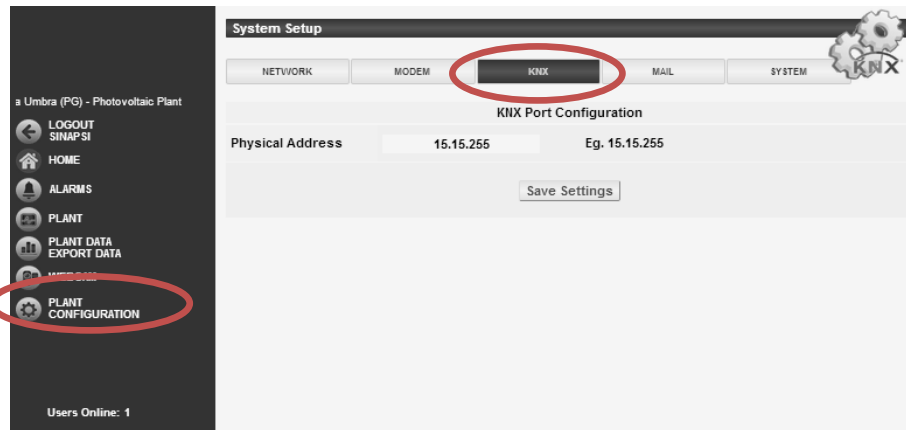 System Setup
NETWORK
MODEM
KNX
MAIL
SYSTEM
KNX
a Umbra (PG) - Photovoltaic Plant
LOGOUT
SINAPSI
HOME
ALARMS
PLANT
PLANT DATA
EXPORT DATA
PLANT
CONFIGURATION
Users Online: 1
KNX Port Configuration
Physical Address 15.15.255 Eg. 15.15.255
Save Settings